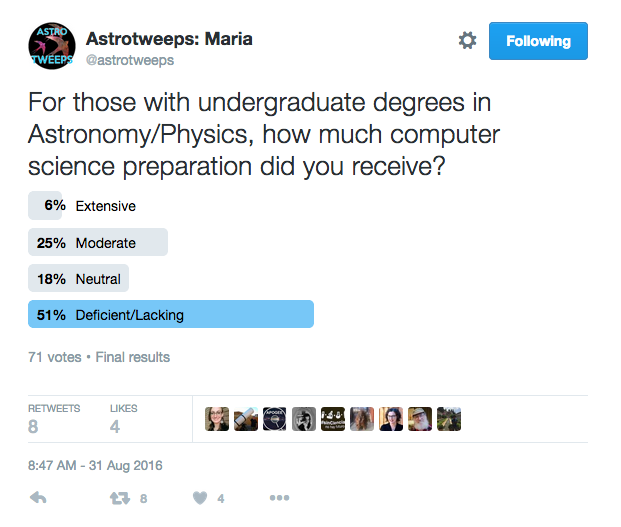 ASTRO
TWEEPS
Astrotweeps: Maria
@astrotweeps
Following
For those with undergraduate degrees in
Astronomy/Physics, how much computer
science preparation did you receive?
6% Extensive
25% Moderate
18% Neutral
51% Deficient/Lacking
71 votes • Final results
RETWEETS LIKES
8 4
8:47 AM - 31 Aug 2016
8 4